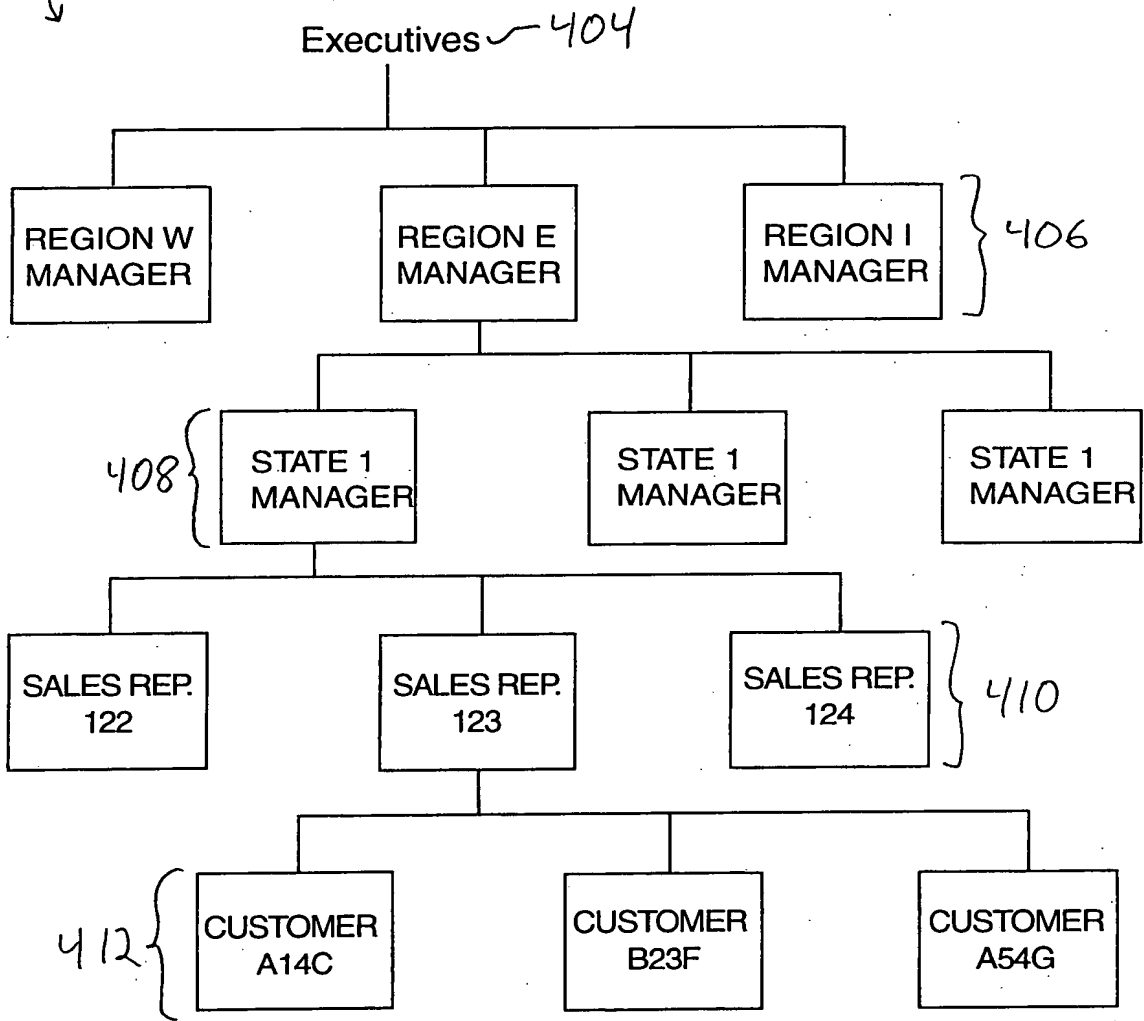 Executives 404
REGION W
MANAGER
REGION E
MANAGER
REGION I
MANAGER
406
408
STATE 1
MANAGER
STATE 1
MANAGER
STATE 1
MANAGER
SALES REP.
122
SALES REP.
123
SALES REP.
124
410
412
CUSTOMER
A14C
CUSTOMER
B23F
CUSTOMER
A54G